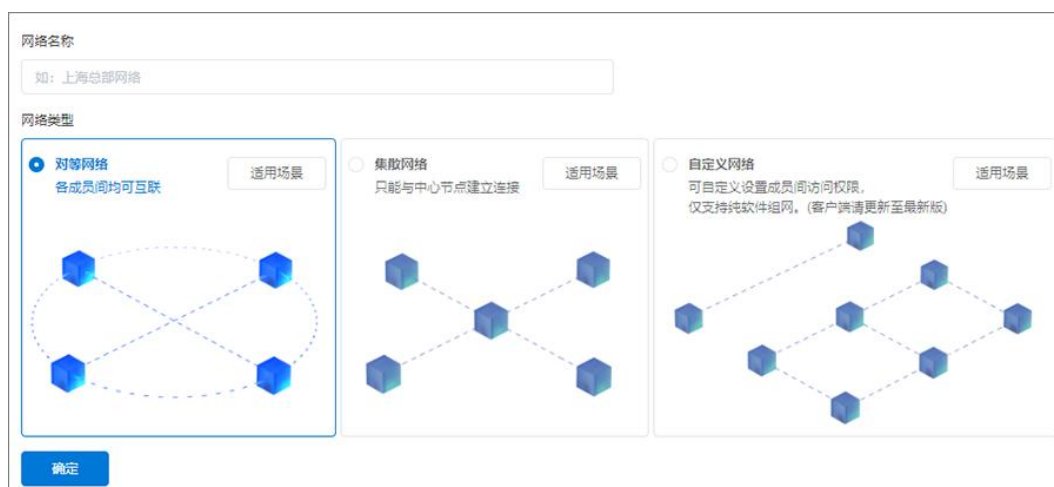 网络名称
如：上海总部网络
网络类型
对等网络
各成员间均可互联
适用场景
集散网络
只能与中心节点建立连接
适用场景
自定义网络
可自定义设置成员间访问权限，
仅支持纯软件组网。(客户端请更新至最新版)
适用场景
确定